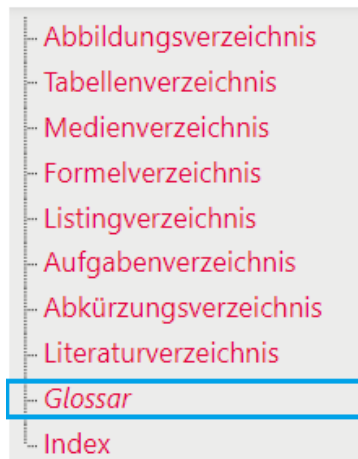 Abbildungsverzeichnis
Tabellenverzeichnis
Medienverzeichnis
Formelverzeichnis
Listingverzeichnis
Aufgabenverzeichnis
Abkürzungsverzeichnis
Literaturverzeichnis
Glossar
Index